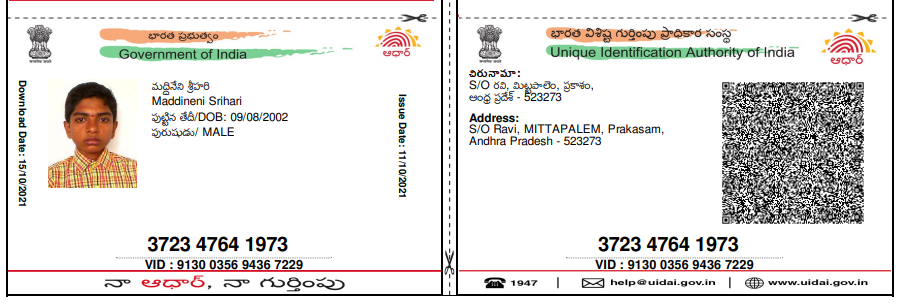 భారత ప్రభుత్వం
Government of India
ఆధార్
Download Date: 15/10/2021
మద్దినేని శ్రీహరి
Maddineni Srihari
పుట్టిన తేదీ/DOB: 09/08/2002
పురుషుడు/ MALE
Issue Date: 11/10/2021
3723 4764 1973
VID : 9130 0356 9436 7229
నా ఆధార్, నా గుర్తింపు
భారత విశిష్ట గుర్తింపు ప్రాధికార సంస్థ
Unique Identification Authority of India
ఆధార్
చిరునామా:
S/O రవి, మిట్టపాలెం, ప్రకాశం,
ఆంధ్ర ప్రదేశ్ - 523273
Address:
S/O Ravi, MITTAPALEM, Prakasam,
Andhra Pradesh - 523273
3723 4764 1973
VID : 9130 0356 9436 7229
1947 | help@uidai.gov.in | www.uidai.gov.in